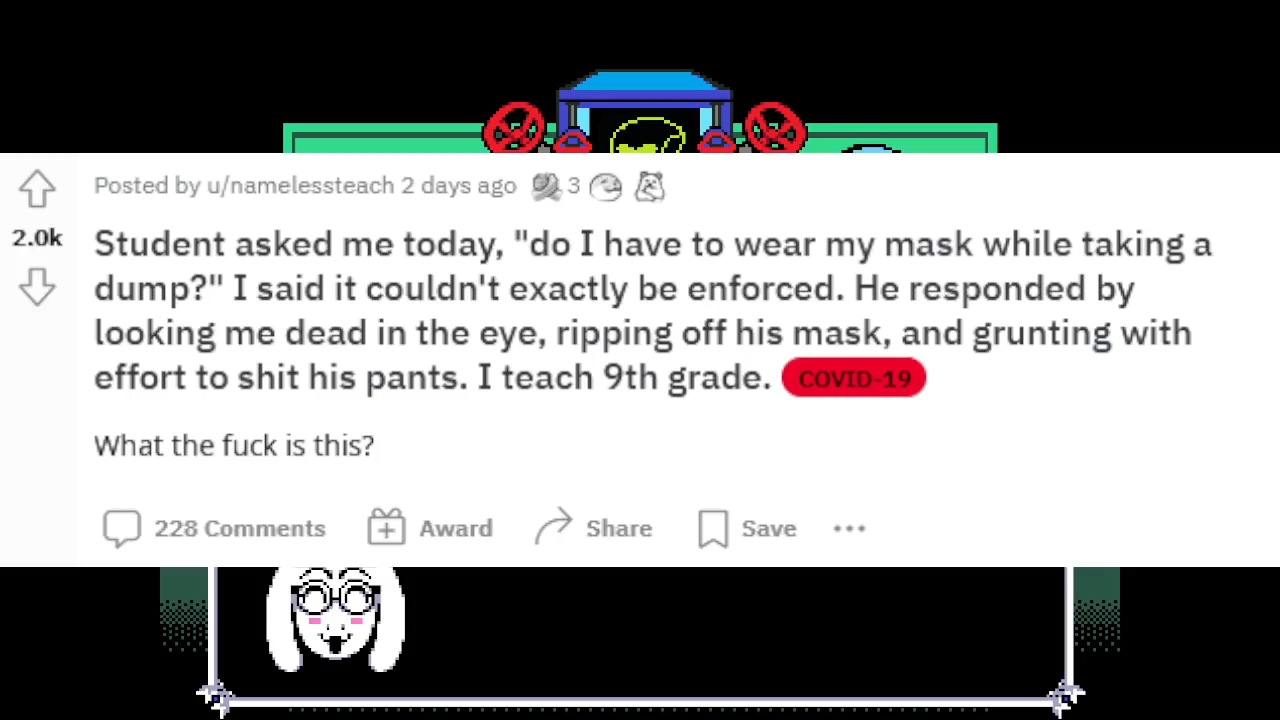 Posted by u/namelessteach 2 days ago 3
2.0k
Student asked me today, "do I have to wear my mask while taking a
dump?" I said it couldn't exactly be enforced. He responded by
looking me dead in the eye, ripping off his mask, and grunting with
effort to shit his pants. I teach 9th grade. COVID-19
What the fuck is this?
228 Comments Award Share Save